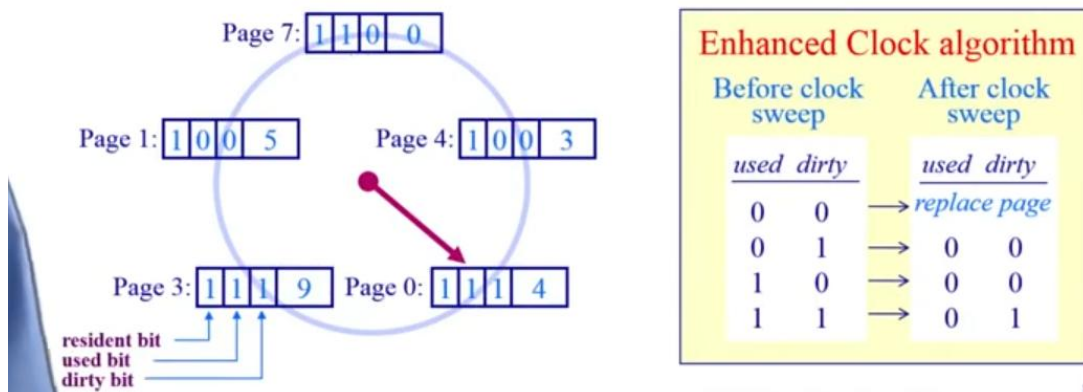 Page 7: 1 1 0 0
Page 1: 1 0 0 5
Page 4: 1 0 0 3
Page 3: 1 1 1 9
Page 0: 1 1 1 4
resident bit
used bit
dirty bit
Enhanced Clock algorithm
Before clock sweep
After clock sweep
used dirty
used dirty
0 0 → replace page
0 1 → 0 0
1 0 → 0 0
1 1 → 0 1